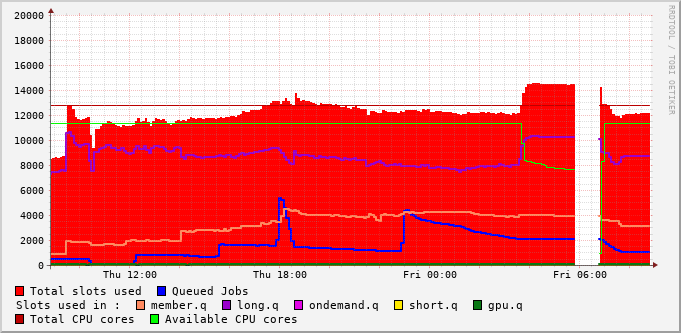 20000
18000
16000
14000
12000
10000
8000
6000
4000
2000
0
Thu 12:00 Thu 18:00 Fri 00:00 Fri 06:00
RRDTOOL / TOBI OETIKER
Total slots used Queued Jobs
Slots used in : member.q long.q ondemand.q short.q gpu.q
Total CPU cores Available CPU cores